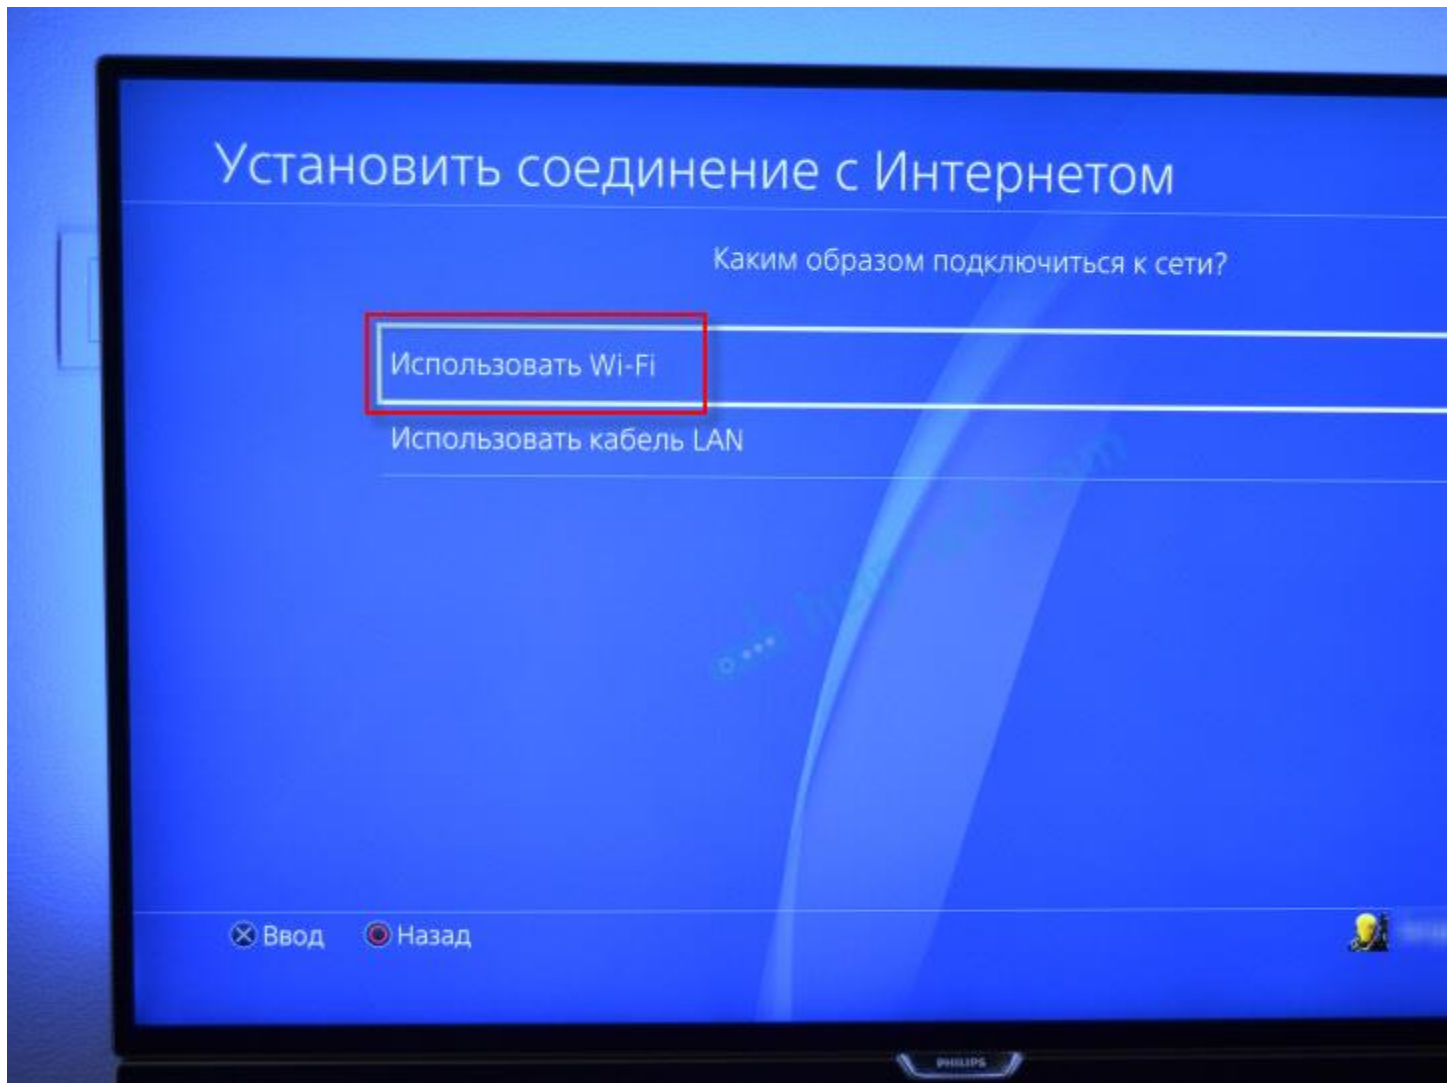 Установить соединение с Интернетом
Каким образом подключиться к сети?
Использовать Wi-Fi
Использовать кабель LAN
Ввод Назад
PHILIPS